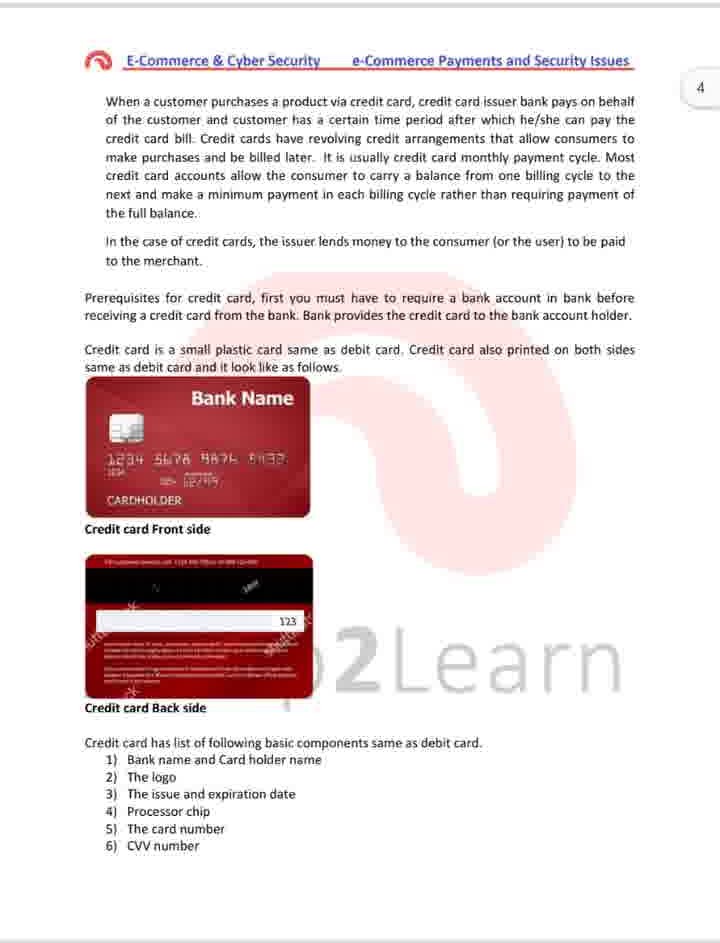 E-Commerce & Cyber Security e-Commerce Payments and Security Issues
4
When a customer purchases a product via credit card, credit card issuer bank pays on behalf
of the customer and customer has a certain time period after which he/she can pay the
credit card bill. Credit cards have revolving credit arrangements that allow consumers to
make purchases and be billed later. It is usually credit card monthly payment cycle. Most
credit card accounts allow the consumer to carry a balance from one billing cycle to the
next and make a minimum payment in each billing cycle rather than requiring payment of
the full balance.
In the case of credit cards, the issuer lends money to the consumer (or the user) to be paid
to the merchant.
Prerequisites for credit card, first you must have to require a bank account in bank before
receiving a credit card from the bank. Bank provides the credit card to the bank account holder.
Credit card is a small plastic card same as debit card. Credit card also printed on both sides
same as debit card and it look like as follows.
Bank Name
1234 5678 9876 5432
1234
12/99
CARDHOLDER
Credit card Front side
123
Credit card Back side
p2Learn
Credit card has list of following basic components same as debit card.
1) Bank name and Card holder name
2) The logo
3) The issue and expiration date
4) Processor chip
5) The card number
6) CVV number